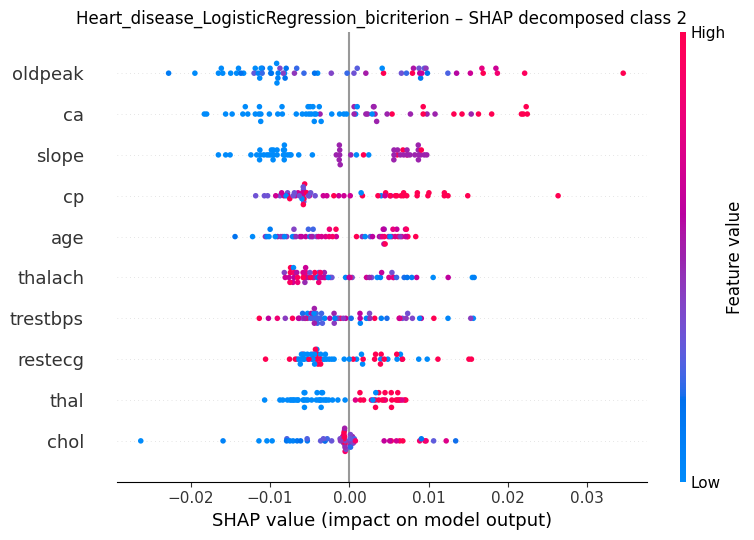 Heart_disease_LogisticRegression_bicriterion – SHAP decomposed class 2
High
oldpeak
ca
slope
cp
age
thalach
trestbps
restecg
thal
chol
Feature value
Low
−0.02 −0.01 0.00 0.01 0.02 0.03
SHAP value (impact on model output)